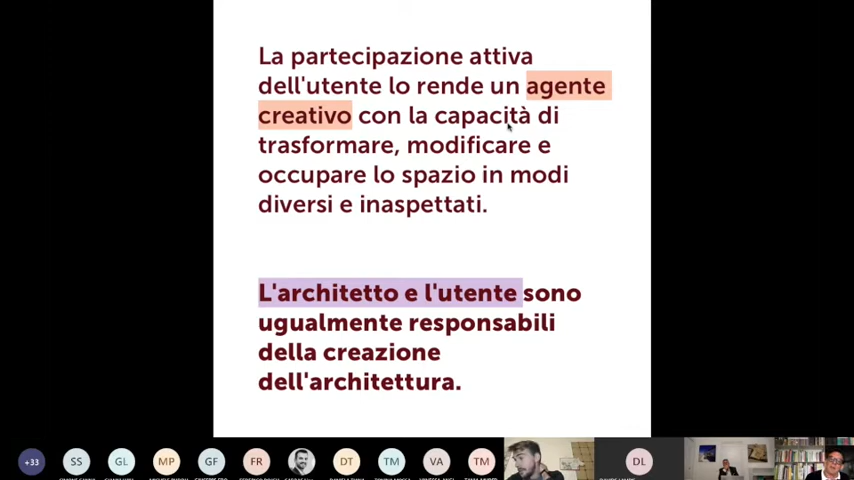 La partecipazione attiva
dell'utente lo rende un agente
creativo con la capacità di
trasformare, modificare e
occupare lo spazio in modi
diversi e inaspettati.
L'architetto e l'utente sono
ugualmente responsabili
della creazione
dell'architettura.
+33 SS GL MP GF FR DT TM VA TM DL